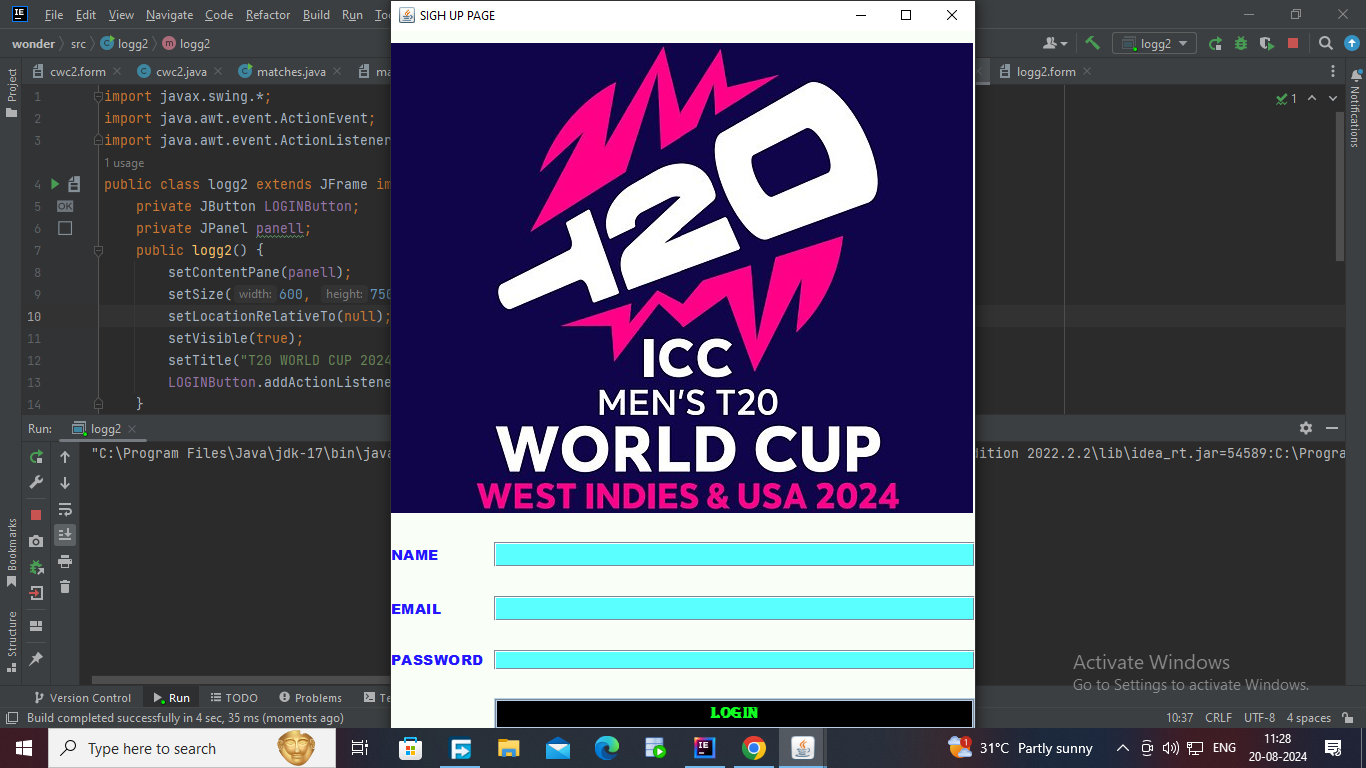 File Edit View Navigate Code Refactor Build Run
SIGH UP PAGE
wonder src logg2 logg2
logg2
Project
cwc2.form cwc2.java matches.java
logg2.form
Notifications
1 import javax.swing.*;
1
2 import java.awt.event.ActionEvent;
3 import java.awt.event.ActionListener
1 usage
4 public class logg2 extends JFrame im
5 OK private JButton LOGINButton;
6 private JPanel panell;
7 public logg2() {
8 setContentPane(panell);
9 setSize( width: 600, height: 750
10 setLocationRelativeTo(null);
11 setVisible(true);
12 setTitle("T20 WORLD CUP 2024
13 LOGINButton.addActionListene
14 }
T20
ICC
MEN'S T20
WORLD CUP
WEST INDIES & USA 2024
Run: logg2
"C:\Program Files\Java\jdk-17\bin\java
dition 2022.2.2\lib\idea_rt.jar=54589:C:\Progra
Bookmarks
Structure
NAME
EMAIL
PASSWORD
LOGIN
Activate Windows
Go to Settings to activate Windows.
Version Control Run TODO Problems Te
Build completed successfully in 4 sec, 35 ms (moments ago)
10:37 CRLF UTF-8 4 spaces
Type here to search
1 31°C Partly sunny ENG 11:28
20-08-2024